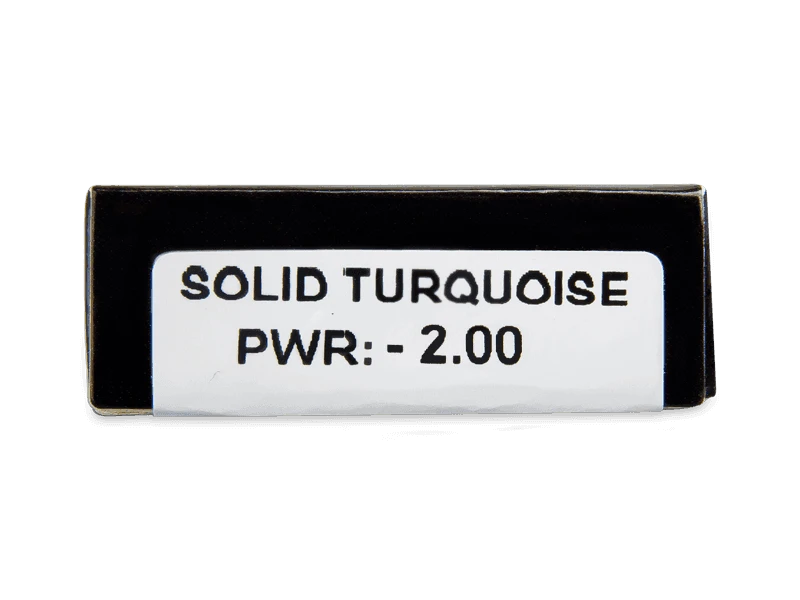 SOLID TURQUOISE
PWR: - 2.00